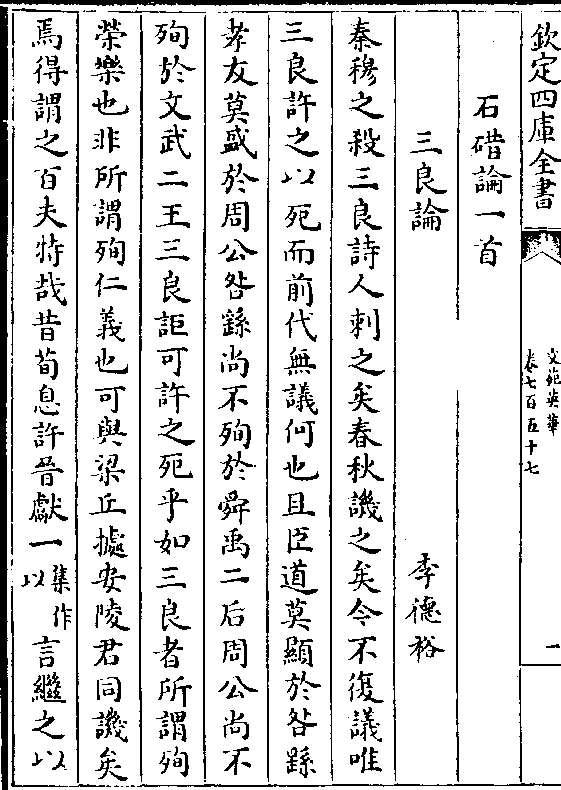 欽定四庫全書
文苑英華
卷七百五十七
一
石碏論一首
三良論
李德裕
秦穆之殺三良詩人刺之矣春秋譏之矣今不復議唯
三良許之以死而前代無議何也且臣道莫顯於咎繇
孝友莫盛於周公咎繇尚不殉於舜禹二后周公尚不
殉於文武二王三良詎可許之死乎如三良者所謂殉
榮樂也非所謂殉仁義也可與梁丘據安陵君同譏矣
焉得謂之百夫特哉昔荀息許晉獻一集作以言繼之以